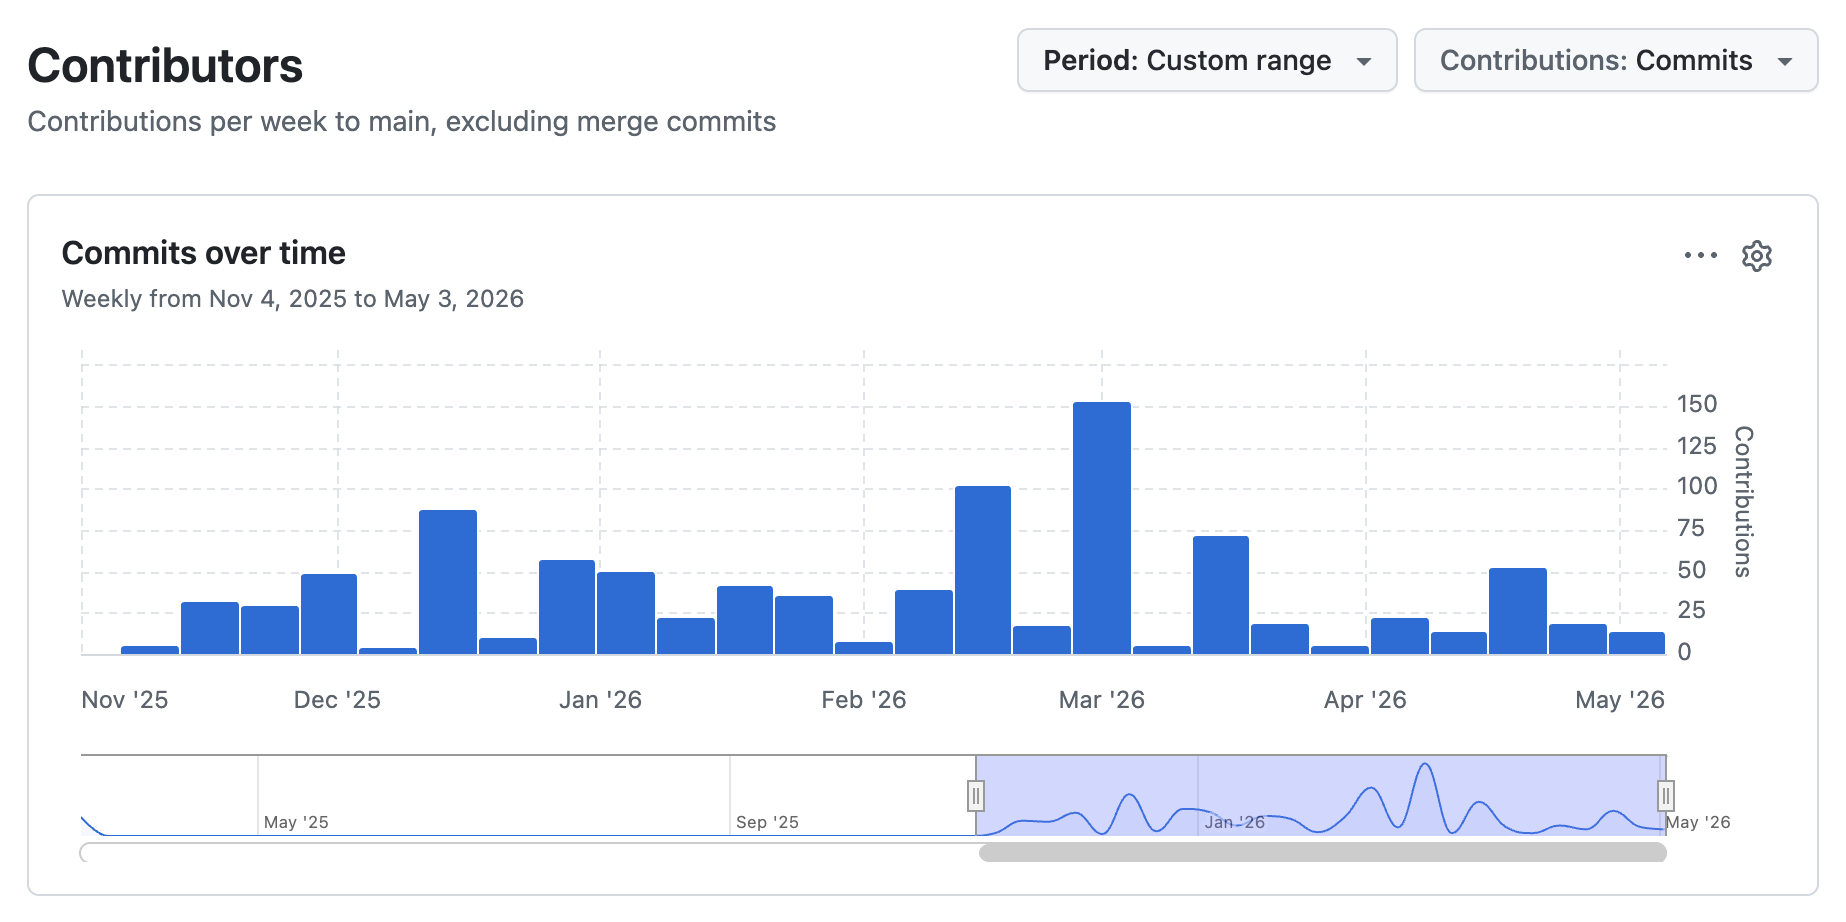 Contributors
Period: Custom range
Contributions: Commits
Contributions per week to main, excluding merge commits
Commits over time
Weekly from Nov 4, 2025 to May 3, 2026
150
125
100
75
50
25
0
Contributions
Nov '25 Dec '25 Jan '26 Feb '26 Mar '26 Apr '26 May '26
May '25 Sep '25 Jan '26 May '26